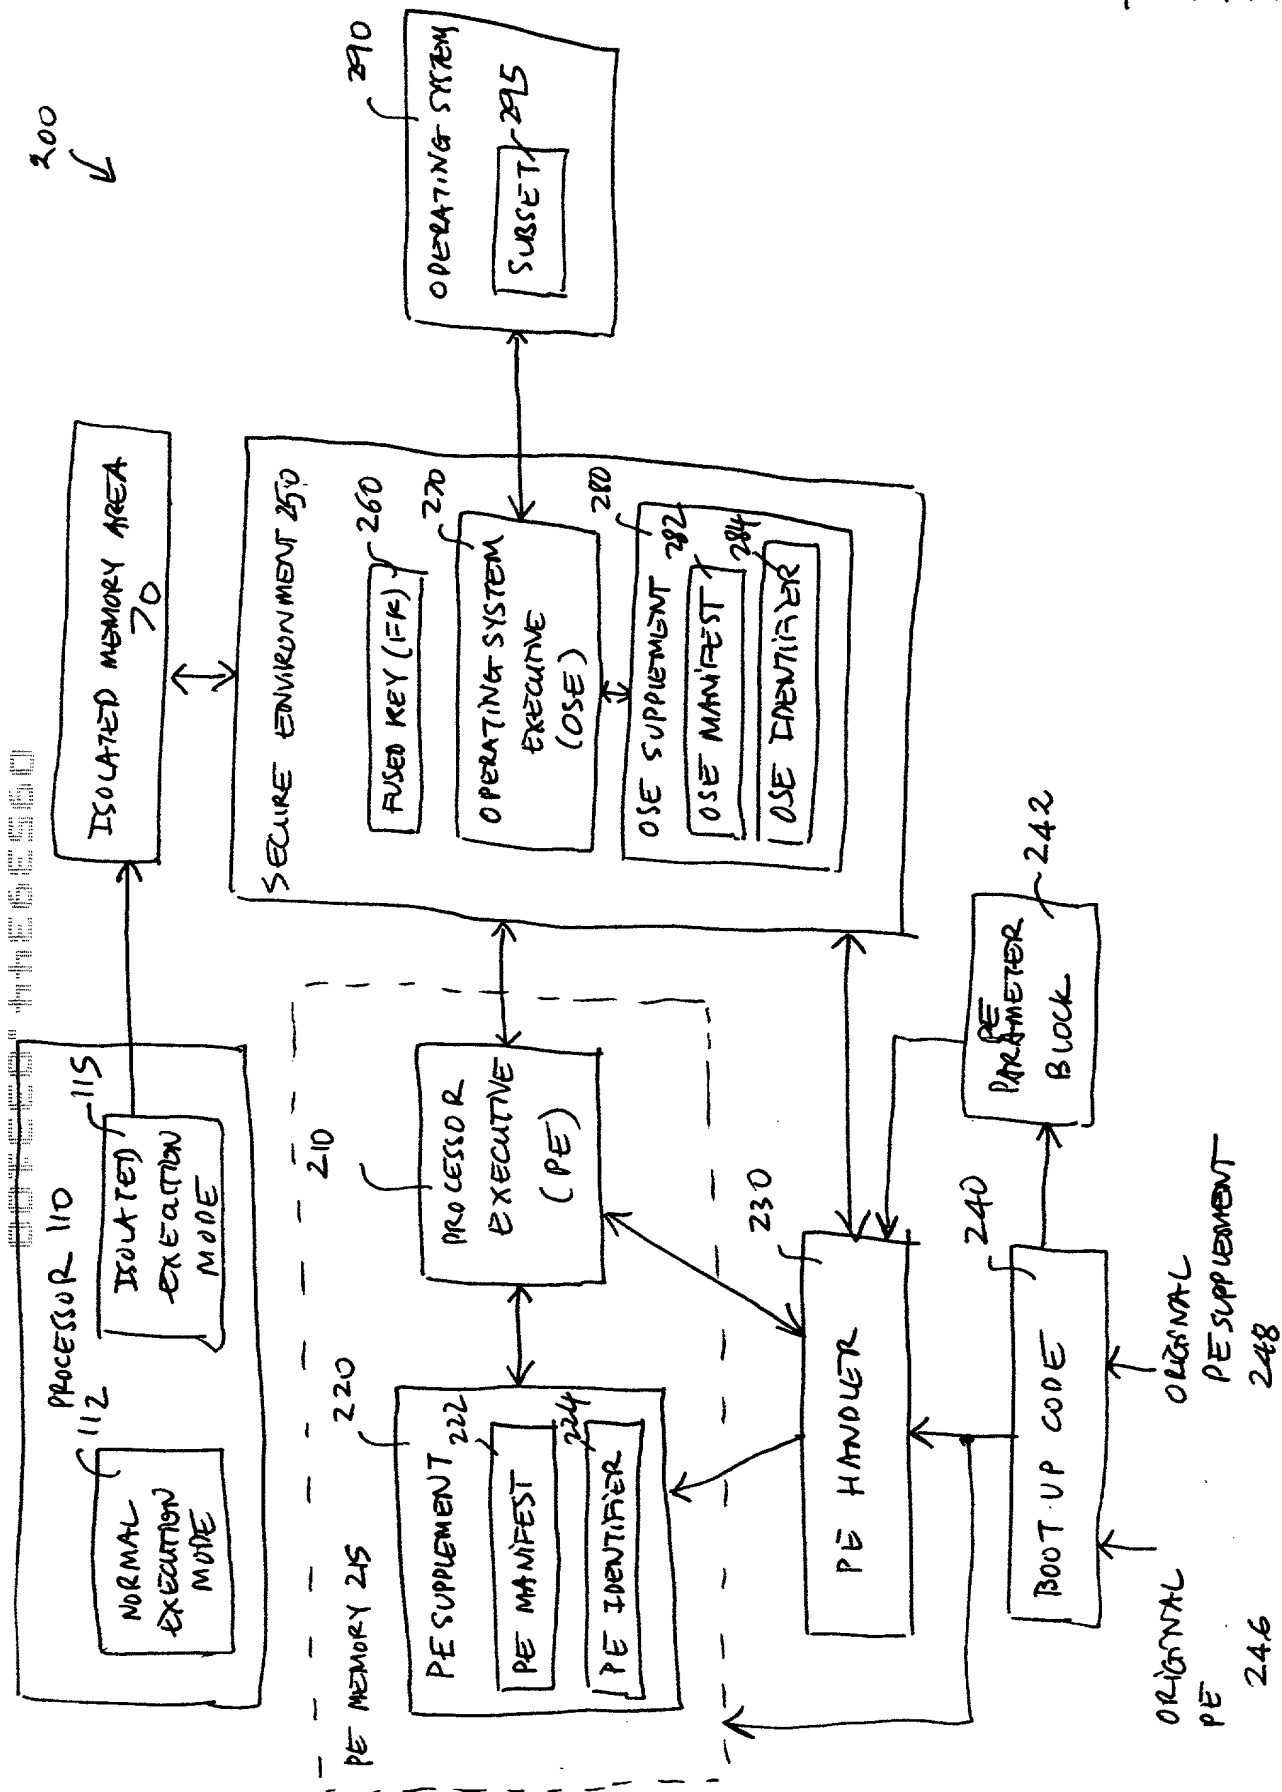 200
PROCESSOR 110
112
NORMAL
EXECUTION
MODE
115
ISOLATED
EXECUTION
MODE
ISOLATED MEMORY AREA
70
PE MEMORY 215
220
PE SUPPLEMENT
222
PE MANIFEST
224
PE IDENTIFIER
210
PROCESSOR
EXECUTIVE
(PE)
SECURE ENVIRONMENT 250
260
FUSED KEY (FK)
270
OPERATING SYSTEM
EXECUTIVE
(OSE)
280
OSE SUPPLEMENT
282
OSE MANIFEST
284
OSE IDENTIFIER
290
OPERATING SYSTEM
295
SUBSET
230
PE HANDLER
240
BOOT-UP CODE
242
PE
PARAMETER
BLOCK
ORIGINAL
PE
246
ORIGINAL
PE SUPPLEMENT
248